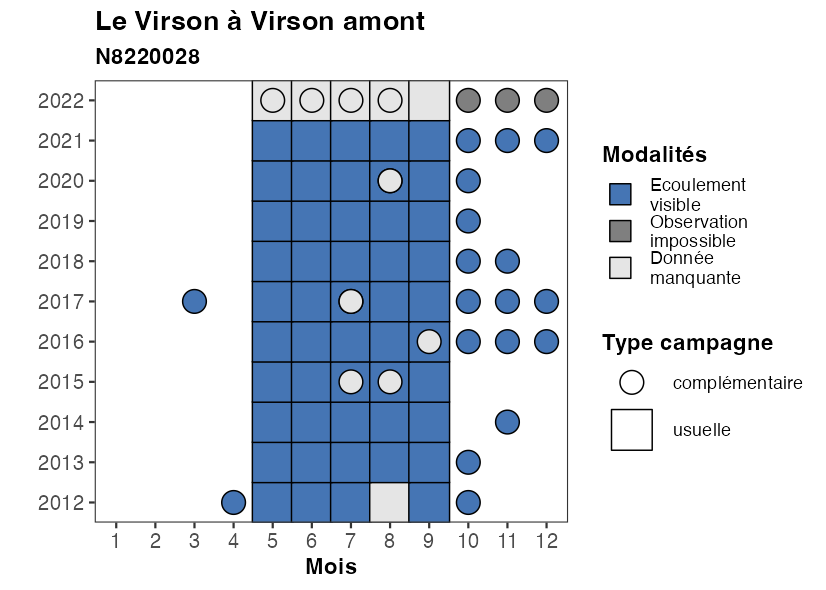 Le Virson à Virson amont
N8220028
2022
2021
2020
2019
2018
2017
2016
2015
2014
2013
2012
1 2 3 4 5 6 7 8 9 10 11 12
Mois
Modalités
Ecoulement
visible
Observation
impossible
Donnée
manquante
Type campagne
complémentaire
usuelle